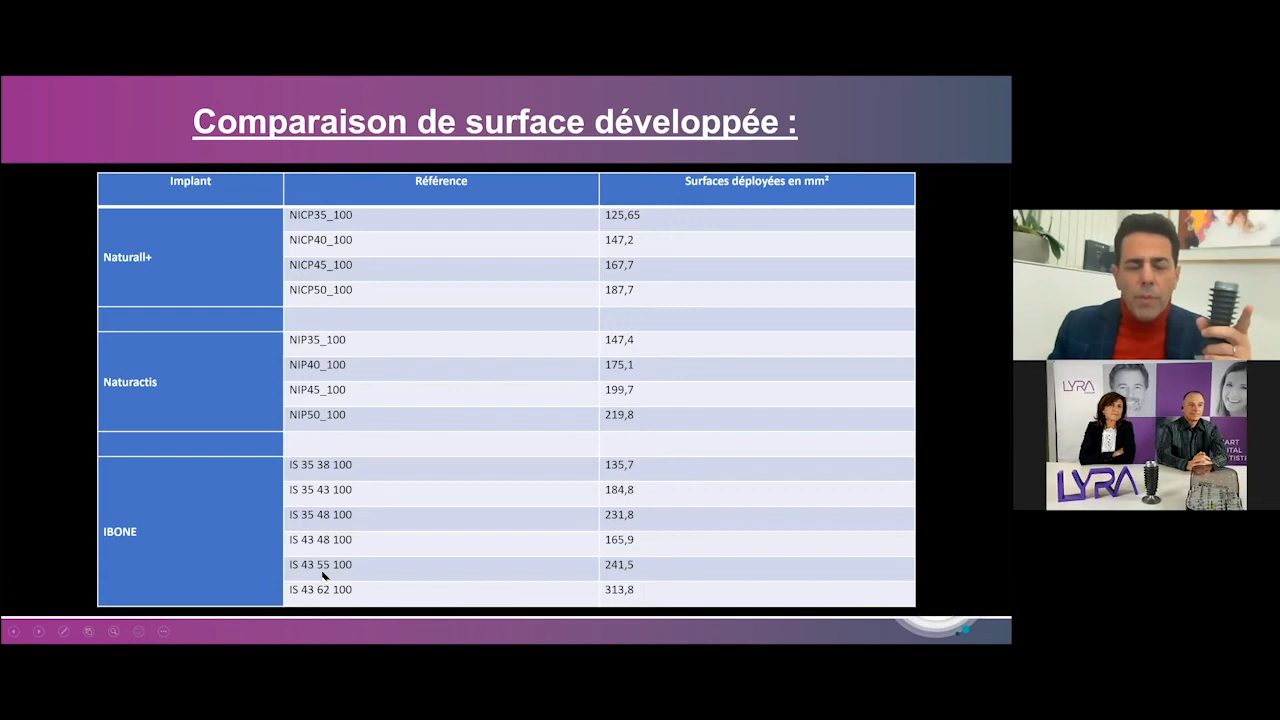 Comparaison de surface développée :
Implant Référence Surfaces déployées en mm²
Naturall+
NICP35_100 125,65
NICP40_100 147,2
NICP45_100 167,7
NICP50_100 187,7
Naturactis
NIP35_100 147,4
NIP40_100 175,1
NIP45_100 199,7
NIP50_100 219,8
IBONE
IS 35 38 100 135,7
IS 35 43 100 184,8
IS 35 48 100 231,8
IS 43 48 100 165,9
IS 43 55 100 241,5
IS 43 62 100 313,8
LYRA
LYRA